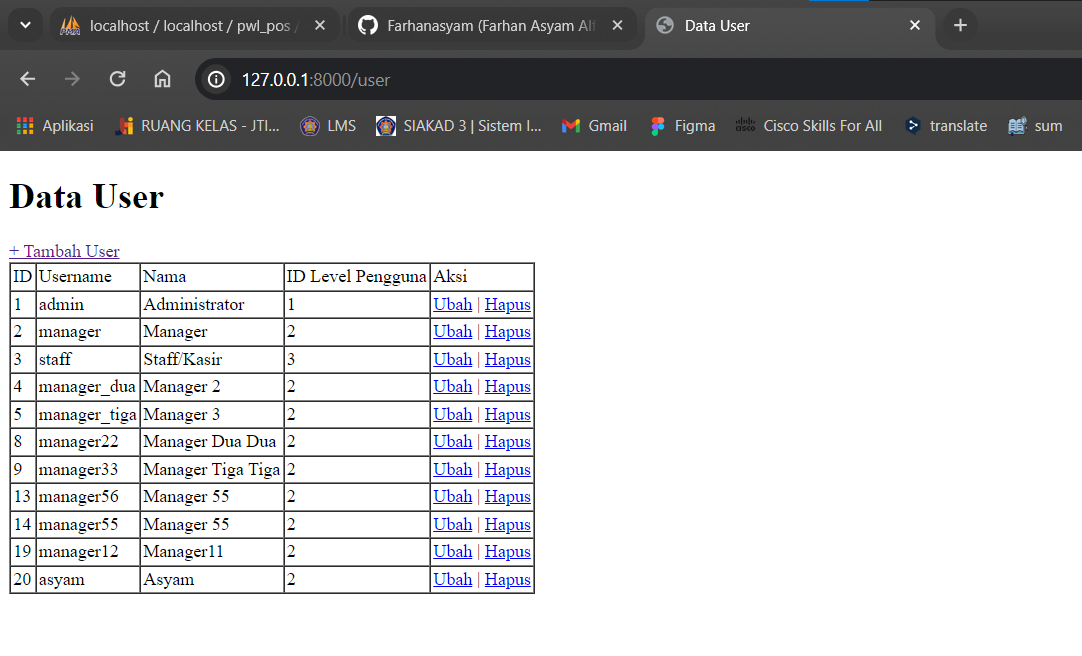 localhost / localhost / pwl_pos /
Farhanasyam (Farhan Asyam Alf
Data User
127.0.0.1:8000/user
Aplikasi
RUANG KELAS - JTI...
LMS
SIAKAD 3 | Sistem I...
Gmail
Figma
Cisco Skills For All
translate
sum
Data User
+ Tambah User
ID Username Nama ID Level Pengguna Aksi
1 admin Administrator 1 Ubah | Hapus
2 manager Manager 2 Ubah | Hapus
3 staff Staff/Kasir 3 Ubah | Hapus
4 manager_dua Manager 2 2 Ubah | Hapus
5 manager_tiga Manager 3 2 Ubah | Hapus
8 manager22 Manager Dua Dua 2 Ubah | Hapus
9 manager33 Manager Tiga Tiga 2 Ubah | Hapus
13 manager56 Manager 55 2 Ubah | Hapus
14 manager55 Manager 55 2 Ubah | Hapus
19 manager12 Manager11 2 Ubah | Hapus
20 asyam Asyam 2 Ubah | Hapus